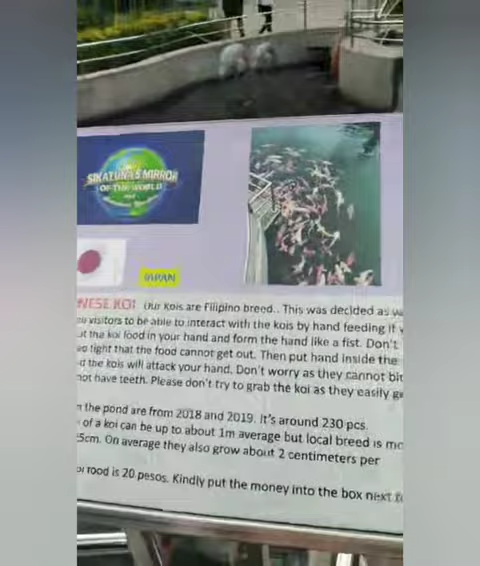 SIKATUNA'S MIRROR
OF THE WORLD
JAPAN
NESE KOI Our Kois are Filipino breed.. This was decided as
visitors to be able to interact with the kois by hand feeding if
ut the koi food in your hand and form the hand like a fist. Don't
tight that the food cannot get out. Then put hand inside the
d the kois will attack your hand. Don't worry as they cannot bit
not have teeth. Please don't try to grab the koi as they easily
the pond are from 2018 and 2019. It's around 230 pcs.
of a koi can be up to about 1m average but local breed is mo
5cm. On average they also grow about 2 centimeters per
food is 20 pesos. Kindly put the money into the box next